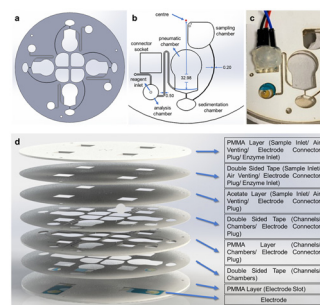 a
b
c
centre
sampling
chamber
pneumatic
chamber
connector
socket
0.20
32.98
reagent
inlet
0.50
analysis
chamber
sedimentation
chamber
d
PMMA Layer (Sample Inlet/ Air
Venting/ Electrode Connector
Plug/ Enzyme Inlet)
Double Sided Tape (Sample Inlet/
Air Venting/ Electrode Connector
Plug/ Enzyme Inlet)
Acetate Layer (Sample Inlet/ Air
Venting/ Electrode Connector
Plug)
Double Sided Tape (Channels/
Chambers/ Electrode Connector
Plug)
PMMA Layer (Channels/
Chambers/ Electrode Connector
Plug)
Double Sided Tape (Channels/
Chambers)
PMMA Layer (Electrode Slot)
Electrode